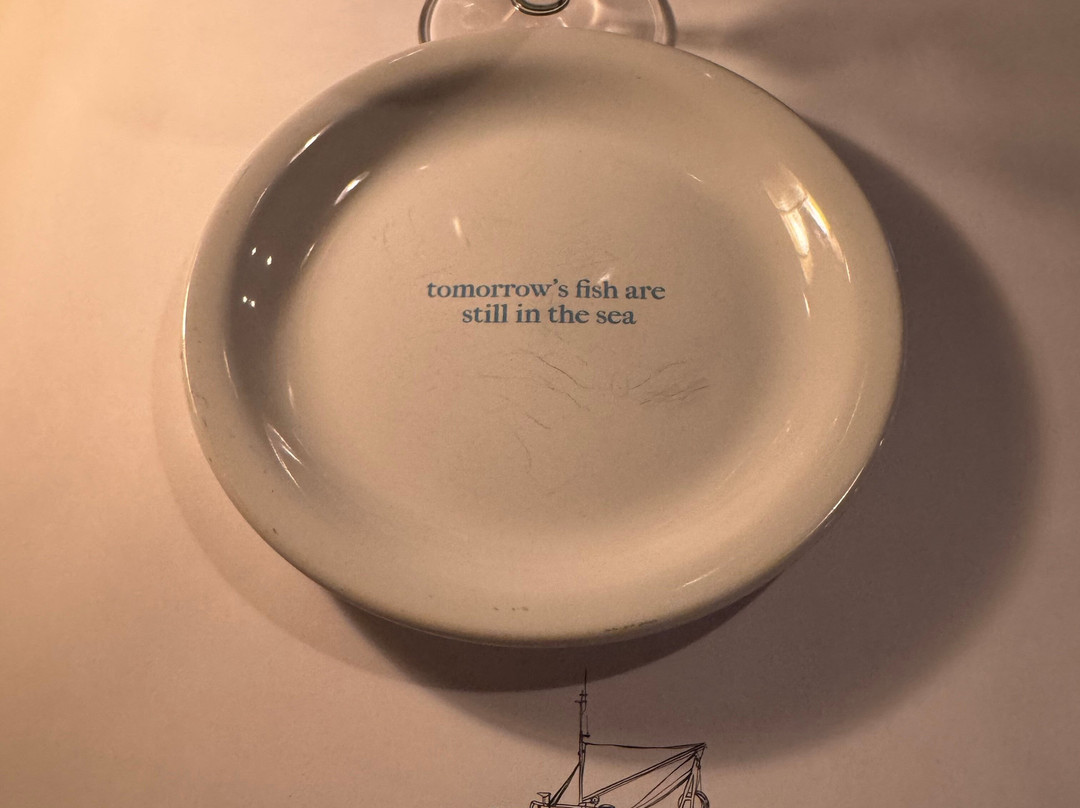 tomorrow's fish are
still in the sea